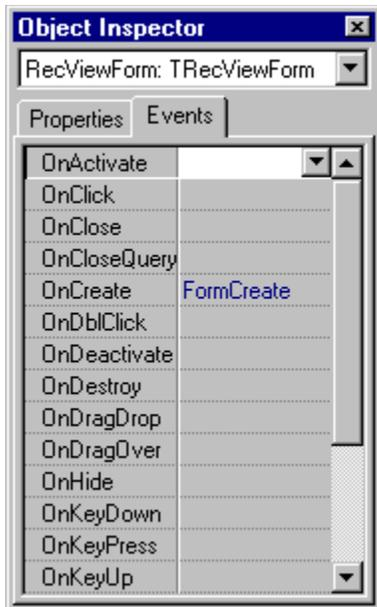 Object Inspector
RecViewForm: TRecViewForm
Properties Events
OnActivate
OnClick
OnClose
OnCloseQuery
OnCreate FormCreate
OnDblClick
OnDeactivate
OnDestroy
OnDragDrop
OnDragOver
OnHide
OnKeyDown
OnKeyPress
OnKeyUp